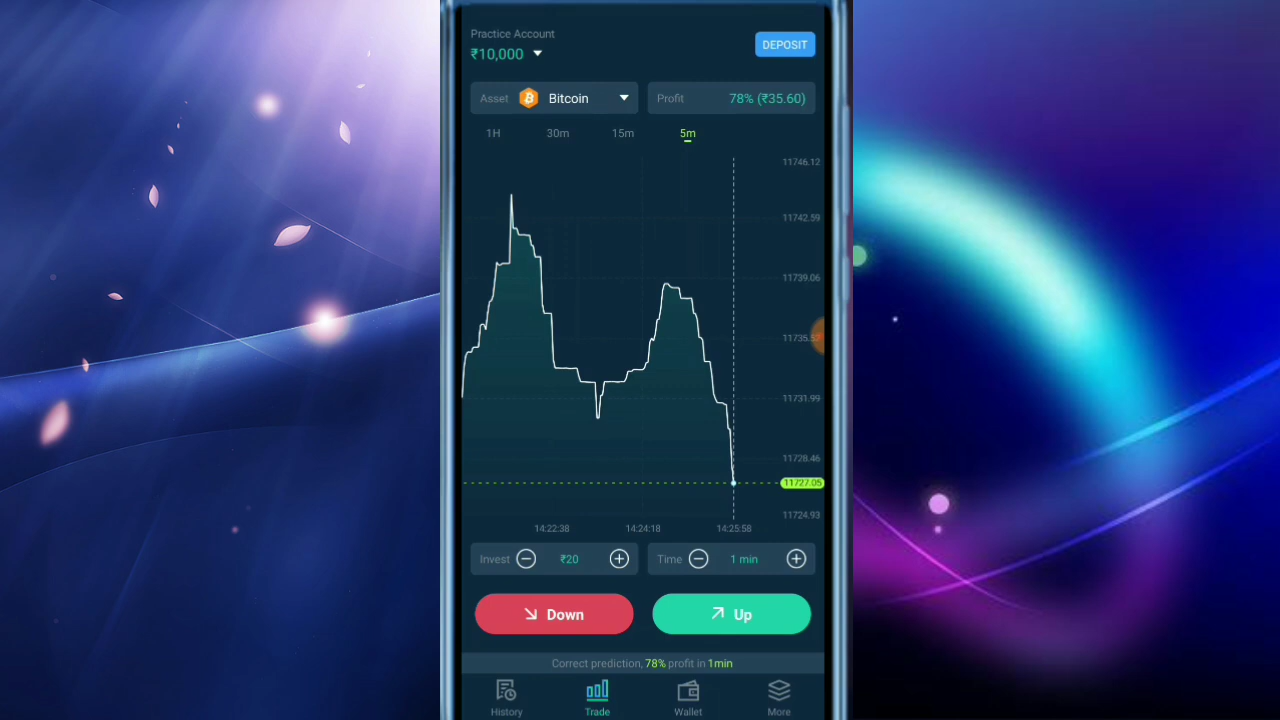 Practice Account
₹10,000
DEPOSIT
Asset Bitcoin
Profit 78% (₹35.60)
1H 30m 15m 5m
11746.12
11742.59
11739.06
11735.52
11731.99
11728.46
11727.05
11724.93
14:22:38 14:24:18 14:25:58
Invest ₹20
Time 1 min
Down
Up
Correct prediction, 78% profit in 1min
History Trade Wallet More